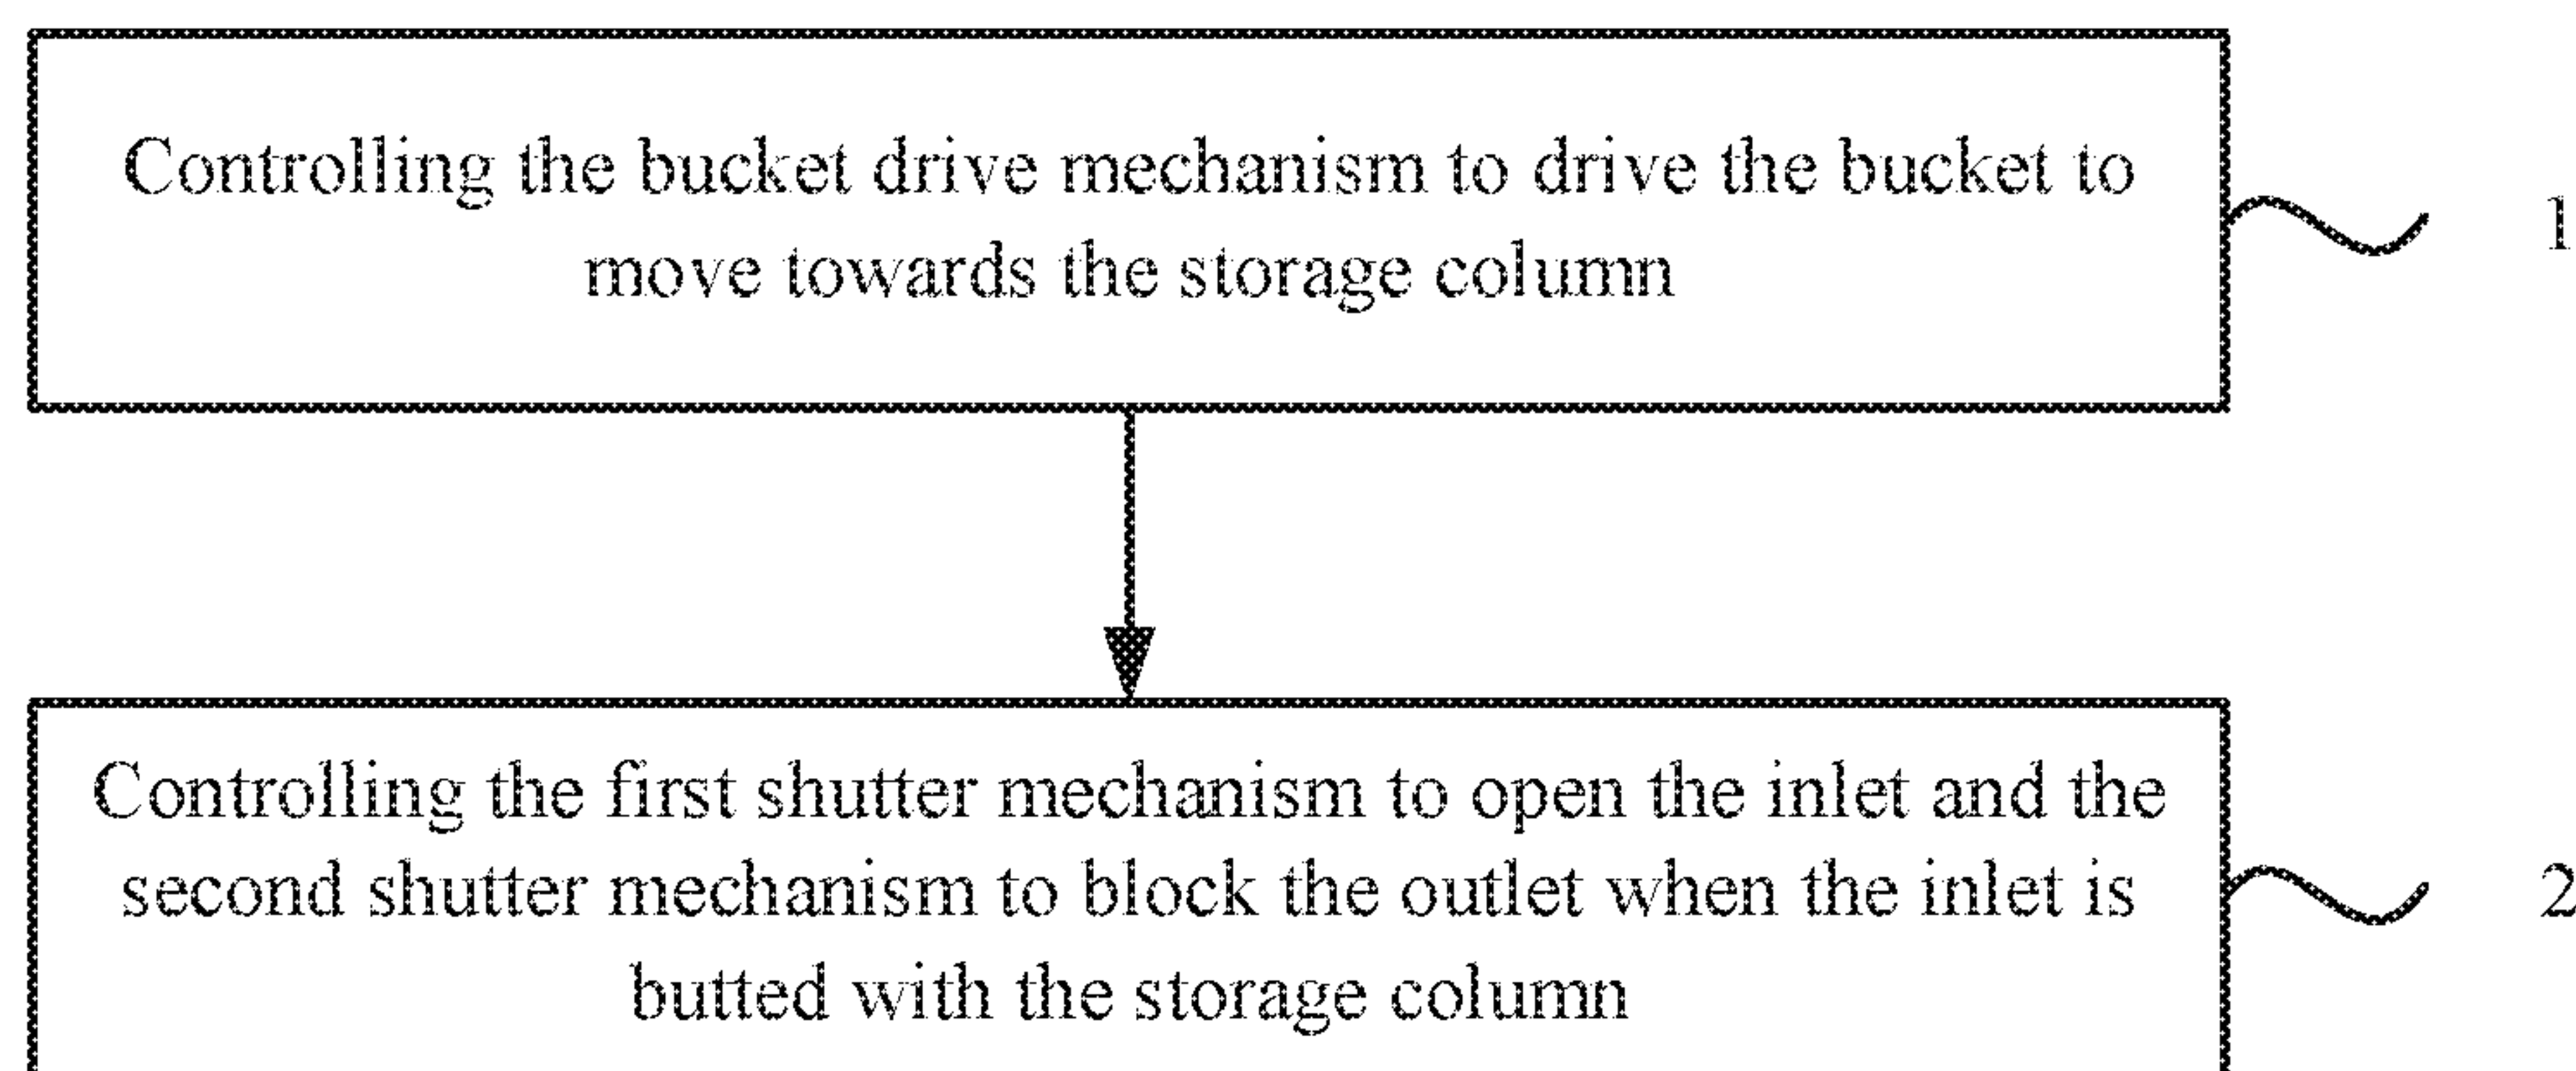 Controlling the bucket drive mechanism to drive the bucket to
move towards the storage column
1
Controlling the first shutter mechanism to open the inlet and the
second shutter mechanism to block the outlet when the inlet is
butted with the storage column
2